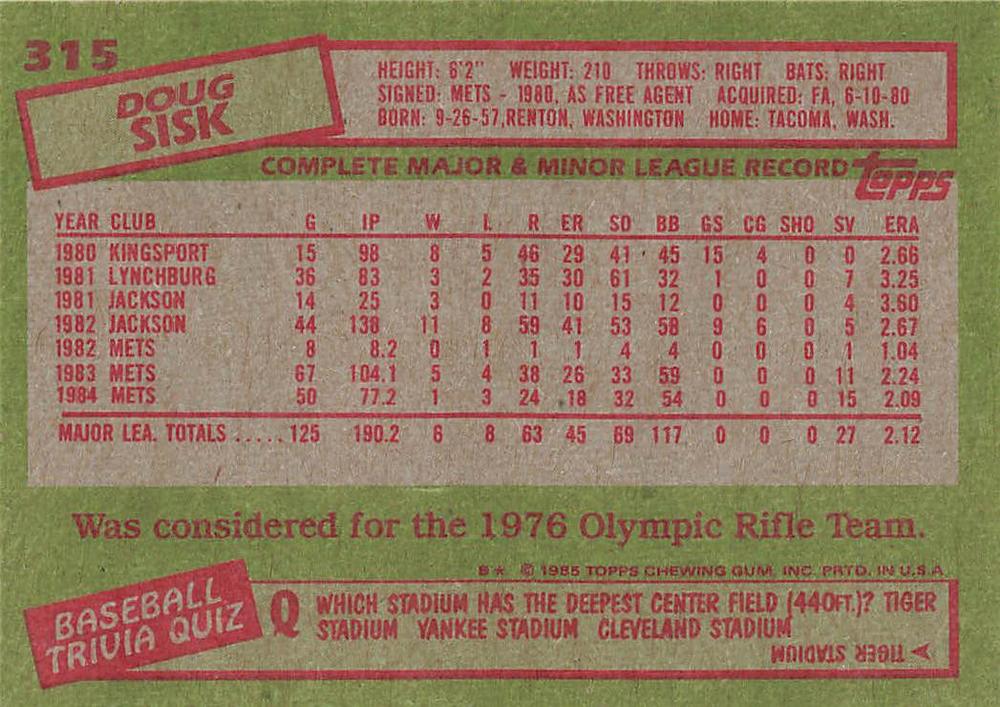 315
DOUG
SISK
HEIGHT: 6'2" WEIGHT: 210 THROWS: RIGHT BATS: RIGHT
SIGNED: METS - 1980, AS FREE AGENT ACQUIRED: FA, 6-10-80
BORN: 9-26-57, RENTON, WASHINGTON HOME: TACOMA, WASH.
COMPLETE MAJOR & MINOR LEAGUE RECORD topps
YEAR CLUB G IP W L R ER SO BB GS CG SHO SV ERA
1980 KINGSPORT 15 98 8 5 46 29 41 45 15 4 0 0 2.66
1981 LYNCHBURG 36 83 3 2 35 30 61 32 1 0 0 7 3.25
1981 JACKSON 14 25 3 0 11 10 15 12 0 0 0 4 3.60
1982 JACKSON 44 138 11 8 59 41 53 58 9 6 0 5 2.67
1982 METS 8 8.2 0 1 1 1 4 4 0 0 0 1 1.04
1983 METS 67 104.1 5 4 38 26 33 59 0 0 0 11 2.24
1984 METS 50 77.2 1 3 24 18 32 54 0 0 0 15 2.09
MAJOR LEA. TOTALS ..... 125 190.2 6 8 63 45 69 117 0 0 0 27 2.12
Was considered for the 1976 Olympic Rifle Team.
B★ © 1985 TOPPS CHEWING GUM, INC. PRTD. IN U.S.A.
BASEBALL
TRIVIA QUIZ
Q WHICH STADIUM HAS THE DEEPEST CENTER FIELD (440FT.)? TIGER
STADIUM YANKEE STADIUM CLEVELAND STADIUM
TIGER STADIUM